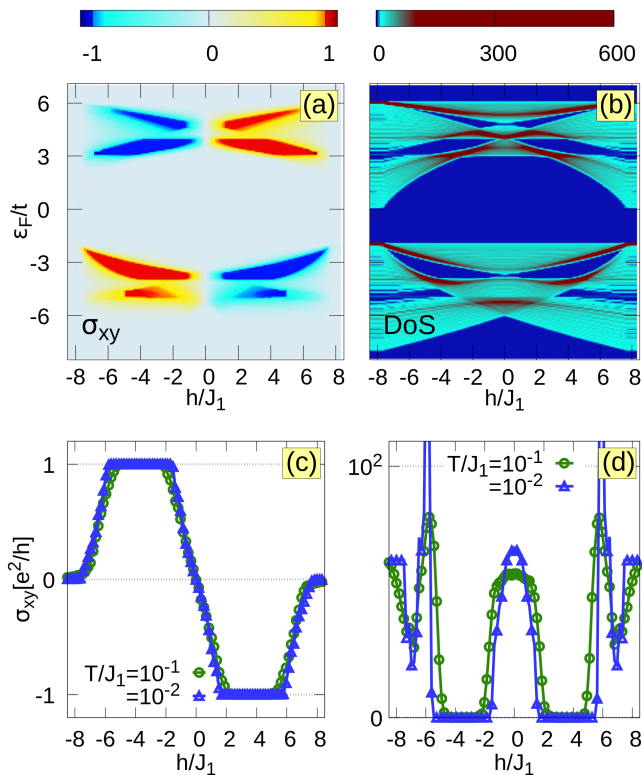 -1 0 1
0 300 600
6 (a)
3
0
-3
-6
ε_F/t
σ_xy
-8 -6 -4 -2 0 2 4 6 8
h/J_1
(b)
DoS
-8 -6 -4 -2 0 2 4 6 8
h/J_1
1 (c)
0
-1
σ_xy[e^2/h]
T/J_1=10^-1
=10^-2
-8 -6 -4 -2 0 2 4 6 8
h/J_1
10^2
0
T/J_1=10^-1 (d)
=10^-2
-8 -6 -4 -2 0 2 4 6 8
h/J_1